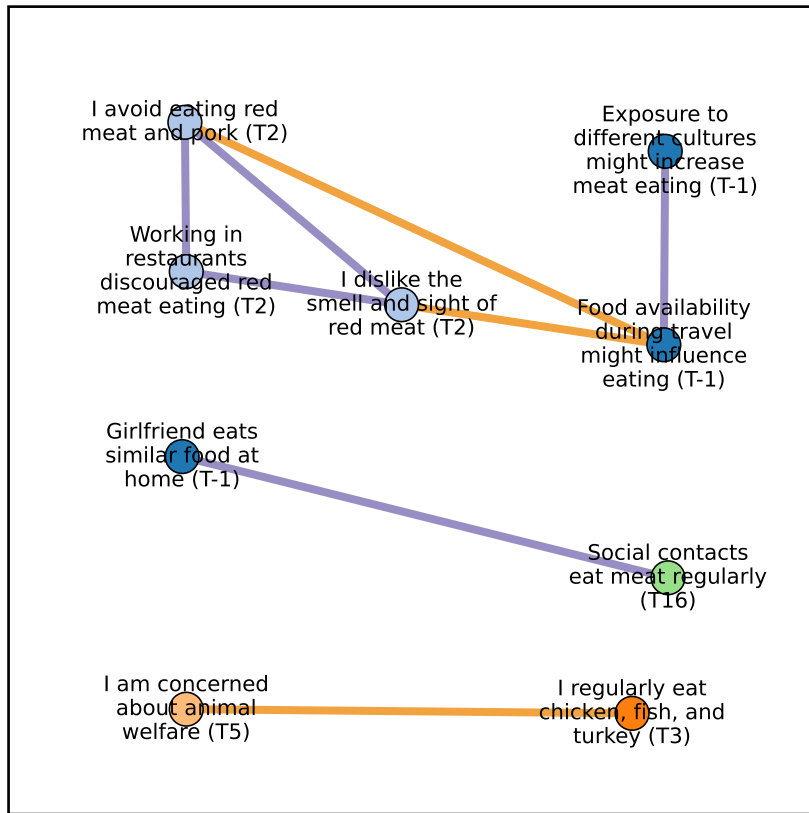 I avoid eating red
meat and pork (T2)
Exposure to
different cultures
might increase
meat eating (T-1)
Working in
restaurants
discouraged red
meat eating (T2)
I dislike the
smell and sight of
red meat (T2)
Food availability
during travel
might influence
eating (T-1)
Girlfriend eats
similar food at
home (T-1)
Social contacts
eat meat regularly
(T16)
I am concerned
about animal
welfare (T5)
I regularly eat
chicken, fish, and
turkey (T3)